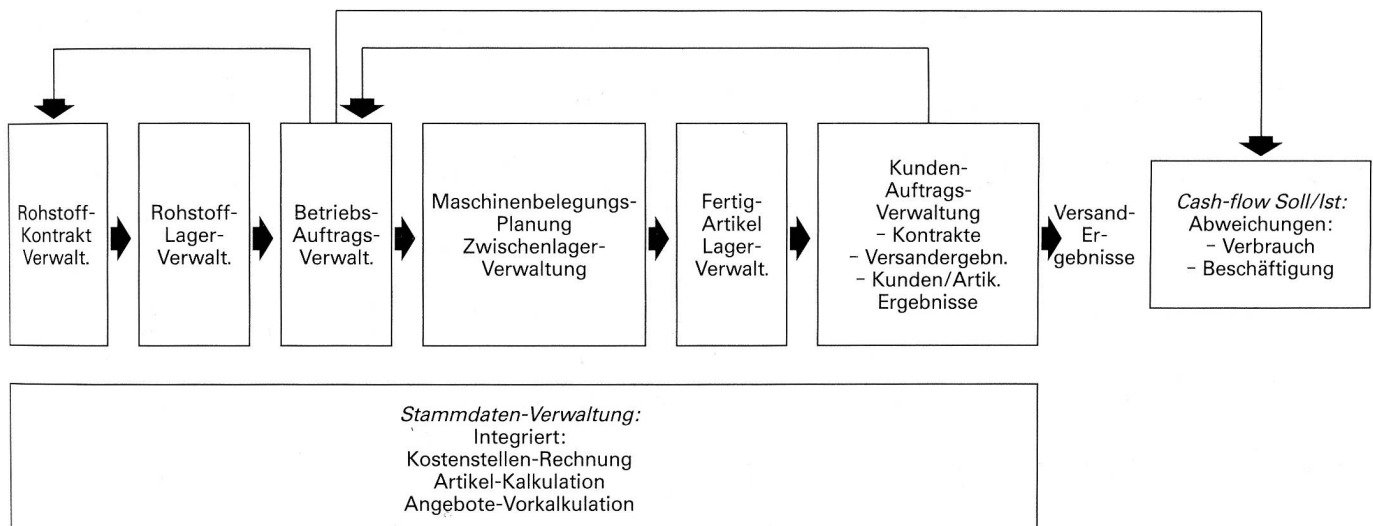 Rohstoff-
Kontrakt
Verwalt.
Rohstoff-
Lager-
Verwalt.
Betriebs-
Auftrags-
Verwalt.
Maschinenbelegungs-
Planung
Zwischenlager-
Verwaltung
Fertig-
Artikel
Lager-
Verwalt.
Kunden-
Auftrags-
Verwaltung
– Kontrakte
– Versandergebn.
– Kunden/Artik.
Ergebnisse
Versand-
Er-
gebnisse
Cash-flow Soll/Ist:
Abweichungen:
– Verbrauch
– Beschäftigung
Stammdaten-Verwaltung:
Integriert:
Kostenstellen-Rechnung
Artikel-Kalkulation
Angebote-Vorkalkulation